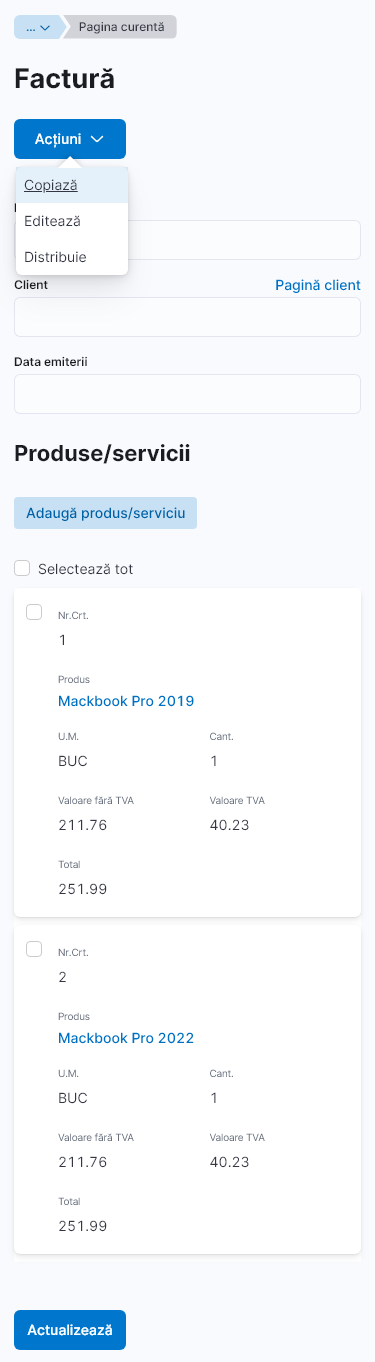 ...
Pagina curentă
Factură
Acțiuni
Copiază
Editează
Distribuie
Client
Pagină client
Data emiterii
Produse/servicii
Adaugă produs/serviciu
Selectează tot
Nr.Crt.
1
Produs
Mackbook Pro 2019
U.M.
Cant.
BUC
1
Valoare fără TVA
Valoare TVA
211.76
40.23
Total
251.99
Nr.Crt.
2
Produs
Mackbook Pro 2022
U.M.
Cant.
BUC
1
Valoare fără TVA
Valoare TVA
211.76
40.23
Total
251.99
Actualizează